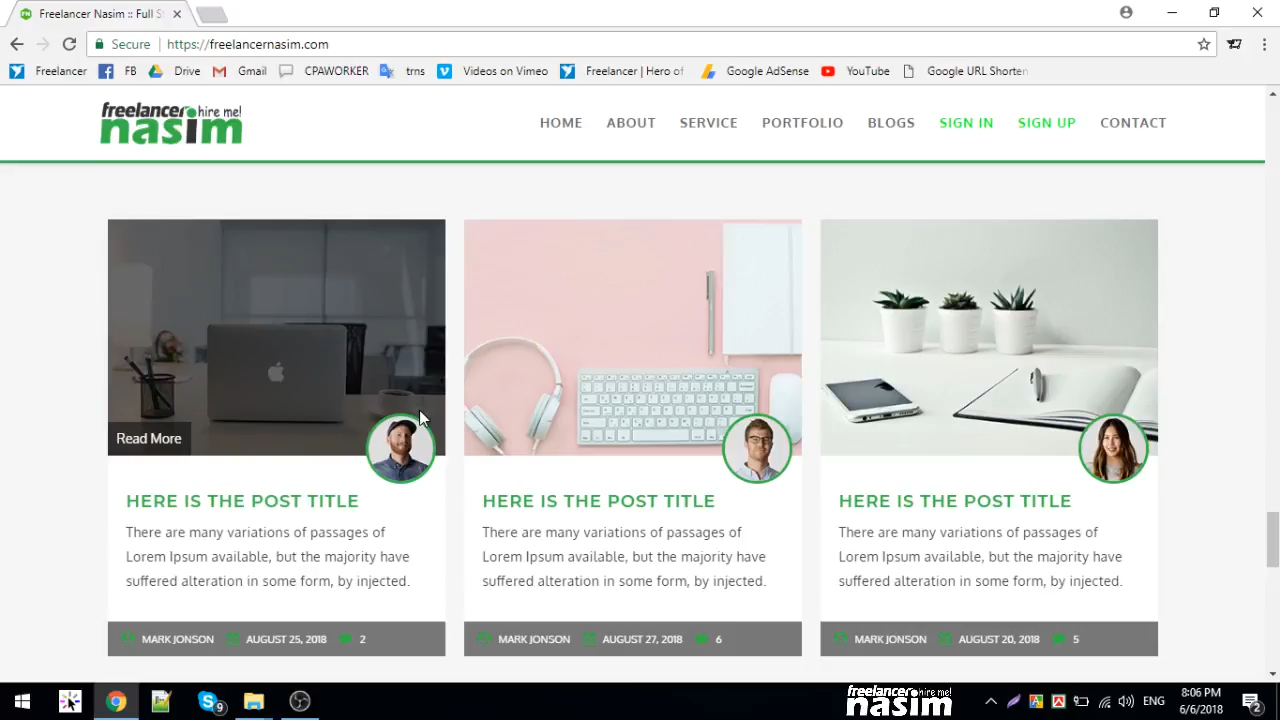 Freelancer Nasim :: Full S
Secure https://freelancernasim.com
Freelancer FB Drive Gmail CPAWORKER trns Videos on Vimeo Freelancer | Hero of Google AdSense YouTube Google URL Shorten
freelancer hire me!
nasim
HOME ABOUT SERVICE PORTFOLIO BLOGS SIGN IN SIGN UP CONTACT
Read More
HERE IS THE POST TITLE
There are many variations of passages of
Lorem Ipsum available, but the majority have
suffered alteration in some form, by injected.
MARK JONSON AUGUST 25, 2018 2
HERE IS THE POST TITLE
There are many variations of passages of
Lorem Ipsum available, but the majority have
suffered alteration in some form, by injected.
MARK JONSON AUGUST 27, 2018 6
HERE IS THE POST TITLE
There are many variations of passages of
Lorem Ipsum available, but the majority have
suffered alteration in some form, by injected.
MARK JONSON AUGUST 20, 2018 5
9
freelancer hire me!
nasim
ENG
8:06 PM
6/6/2018
2